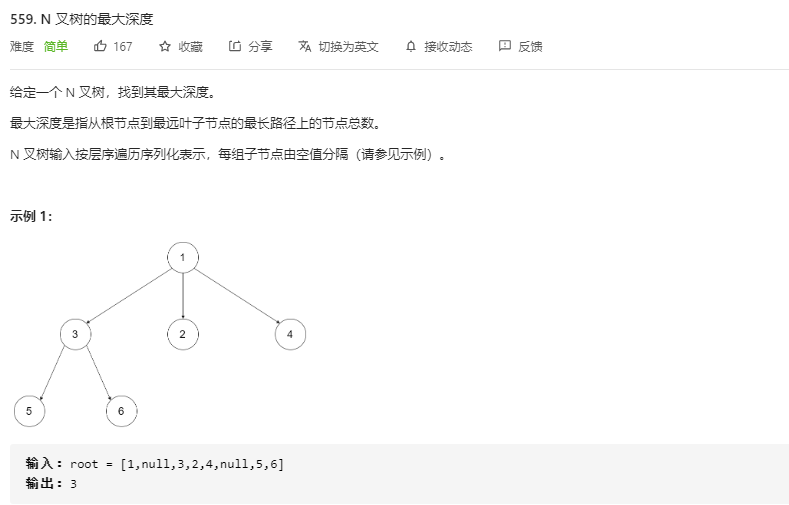 559. N 叉树的最大深度
难度 简单 167 收藏 分享 切换为英文 接收动态 反馈
给定一个 N 叉树，找到其最大深度。
最大深度是指从根节点到最远叶子节点的最长路径上的节点总数。
N 叉树输入按层序遍历序列化表示，每组子节点由空值分隔（请参见示例）。
示例 1：
1
3 2 4
5 6
输入：root = [1,null,3,2,4,null,5,6]
输出：3